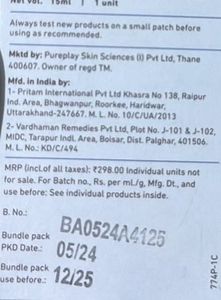 Net Vol. 15ml | 1 unit
Always test new products on a small patch before
using as recommended.
Mktd by: Pureplay Skin Sciences (I) Pvt Ltd, Thane
400607. Owner of regd TM.
Mfd. in India by:
1- Pritam International Pvt Ltd Khasra No 138, Raipur
Ind. Area, Bhagwanpur, Roorkee, Haridwar,
Uttarakhand-247667. M. L. No. 10/C/UA/2013
2- Vardhaman Remedies Pvt Ltd, Plot No. J-101 & J-102,
MIDC, Tarapur Indl. Area, Boisar, Dist. Palghar, 401506.
M. L. No.: KD/C/494
MRP (incl.of all taxes): ₹298.00 Individual units not
for sale. For Batch no., Rs. per mL/g, Mfg. Dt., and
use before: See individual products inside.
B. No.: BA0524A4125
Bundle pack
PKD Date.: 05/24
Bundle pack
use before.: 12/25
774P-1C